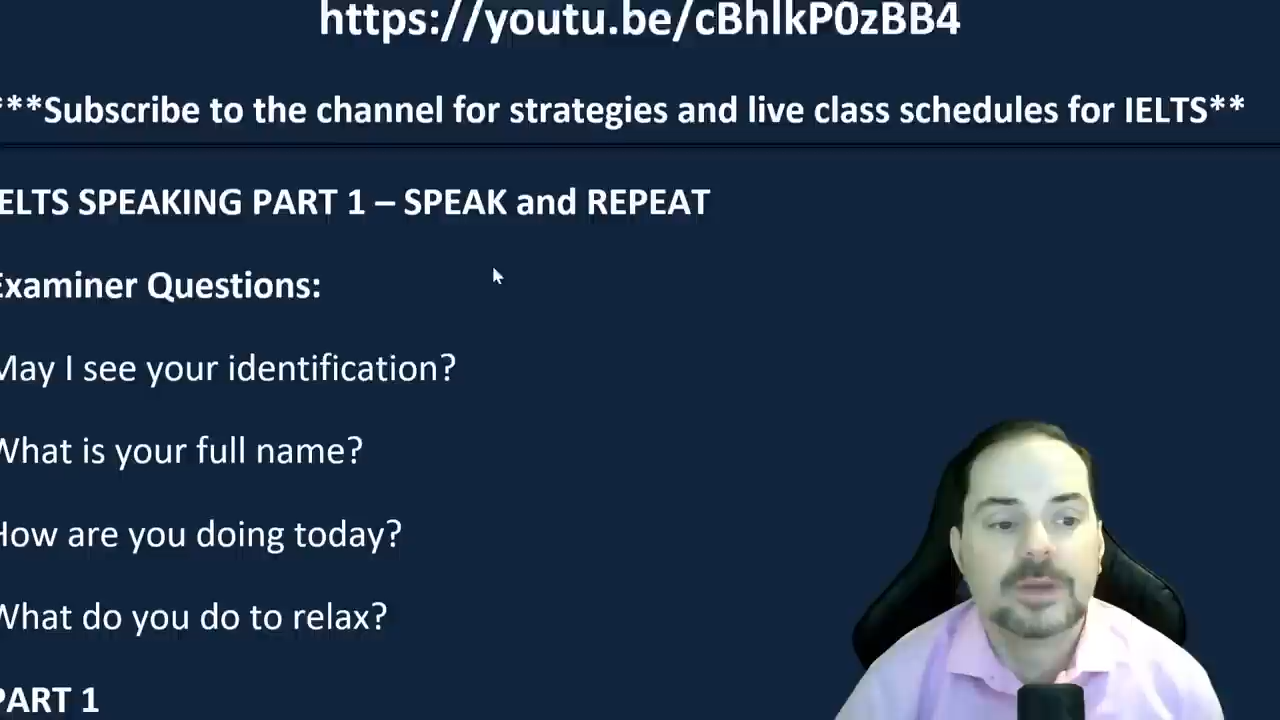 https://youtu.be/cBhlkP0zBB4
***Subscribe to the channel for strategies and live class schedules for IELTS**
IELTS SPEAKING PART 1 – SPEAK and REPEAT
Examiner Questions:
May I see your identification?
What is your full name?
How are you doing today?
What do you do to relax?
PART 1